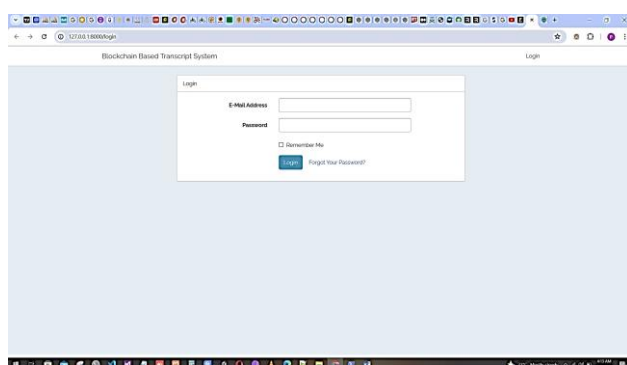 127.0.0.1:8000/login
Blockchain Based Transcript System
Login
Login
E-Mail Address
Password
Remember Me
Login
Forgot Your Password?